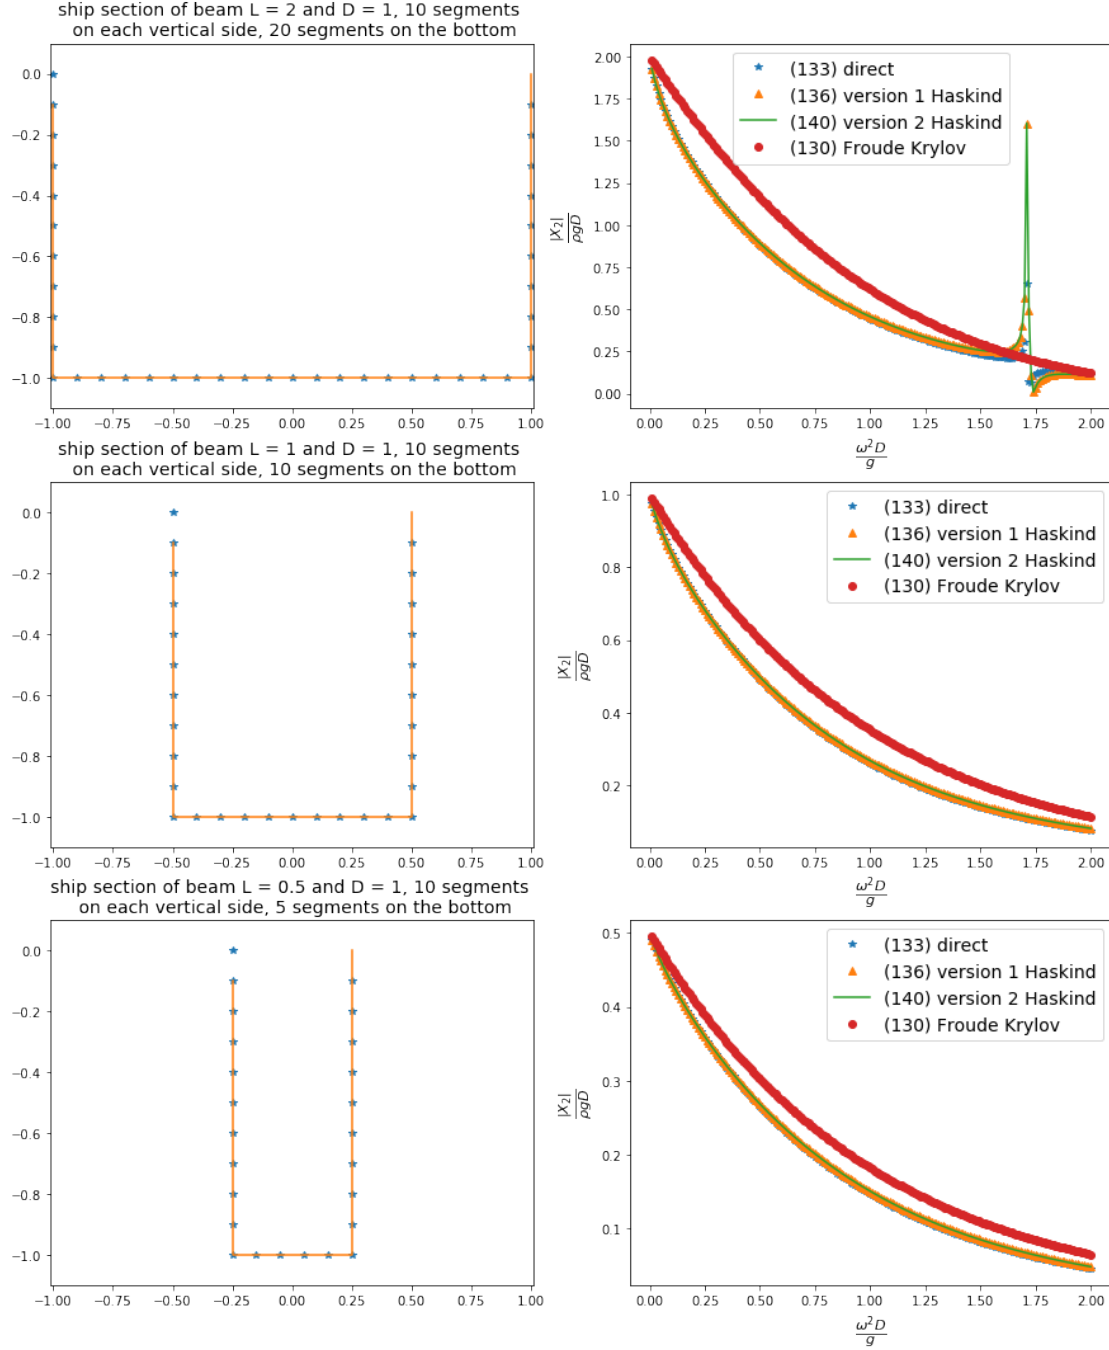 ship section of beam L = 2 and D = 1, 10 segments
on each vertical side, 20 segments on the bottom
0.0
−0.2
−0.4
−0.6
−0.8
−1.0
−1.00 −0.75 −0.50 −0.25 0.00 0.25 0.50 0.75 1.00
2.00
1.75
1.50
1.25
1.00
0.75
0.50
0.25
0.00
|X₂|
ρgD
(133) direct
(136) version 1 Haskind
(140) version 2 Haskind
(130) Froude Krylov
0.00 0.25 0.50 0.75 1.00 1.25 1.50 1.75 2.00
ω²D
g
ship section of beam L = 1 and D = 1, 10 segments
on each vertical side, 10 segments on the bottom
0.0
−0.2
−0.4
−0.6
−0.8
−1.0
−1.00 −0.75 −0.50 −0.25 0.00 0.25 0.50 0.75 1.00
1.0
0.8
0.6
0.4
0.2
|X₂|
ρgD
(133) direct
(136) version 1 Haskind
(140) version 2 Haskind
(130) Froude Krylov
0.00 0.25 0.50 0.75 1.00 1.25 1.50 1.75 2.00
ω²D
g
ship section of beam L = 0.5 and D = 1, 10 segments
on each vertical side, 5 segments on the bottom
0.0
−0.2
−0.4
−0.6
−0.8
−1.0
−1.00 −0.75 −0.50 −0.25 0.00 0.25 0.50 0.75 1.00
0.5
0.4
0.3
0.2
0.1
|X₂|
ρgD
(133) direct
(136) version 1 Haskind
(140) version 2 Haskind
(130) Froude Krylov
0.00 0.25 0.50 0.75 1.00 1.25 1.50 1.75 2.00
ω²D
g